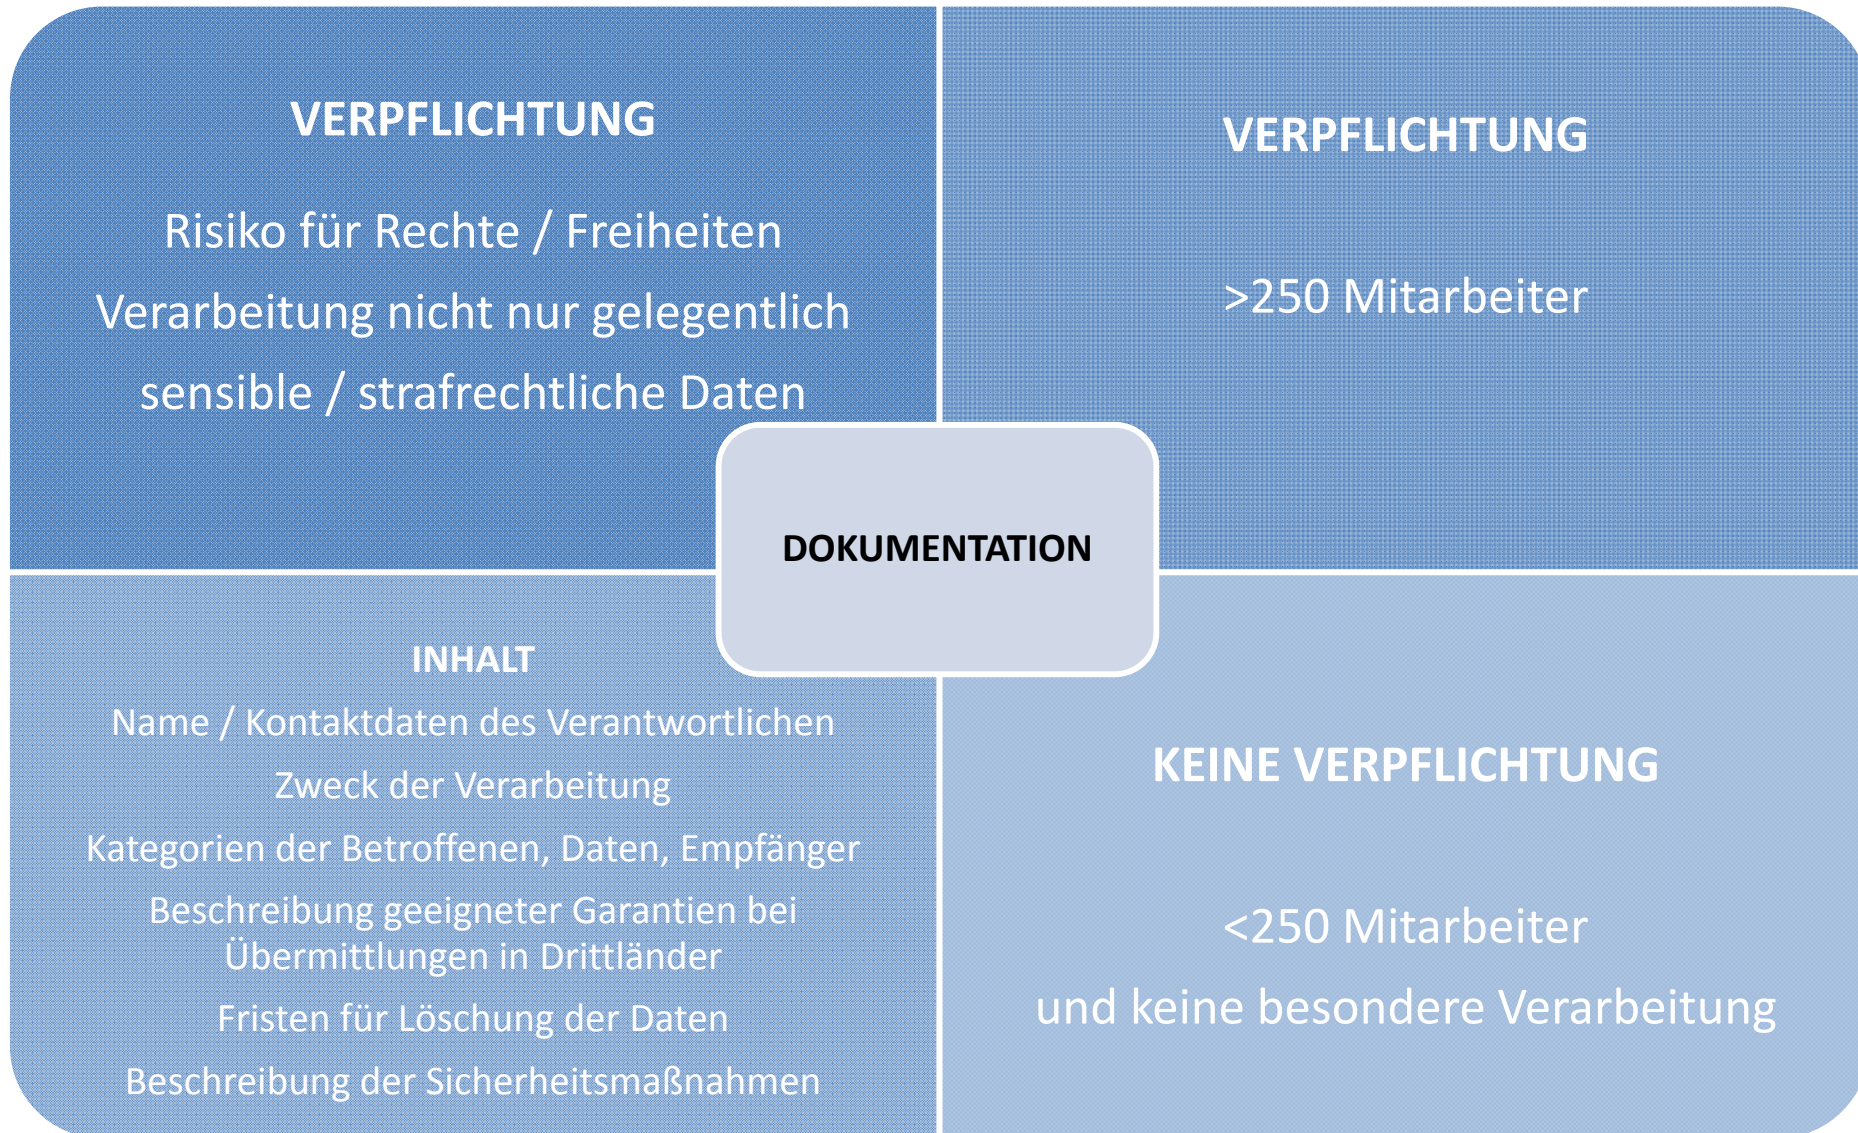 VERPFLICHTUNG
Risiko für Rechte / Freiheiten
Verarbeitung nicht nur gelegentlich
sensible / strafrechtliche Daten
VERPFLICHTUNG
>250 Mitarbeiter
DOKUMENTATION
INHALT
Name / Kontaktdaten des Verantwortlichen
Zweck der Verarbeitung
Kategorien der Betroffenen, Daten, Empfänger
Beschreibung geeigneter Garantien bei
Übermittlungen in Drittländer
Fristen für Löschung der Daten
Beschreibung der Sicherheitsmaßnahmen
KEINE VERPFLICHTUNG
<250 Mitarbeiter
und keine besondere Verarbeitung